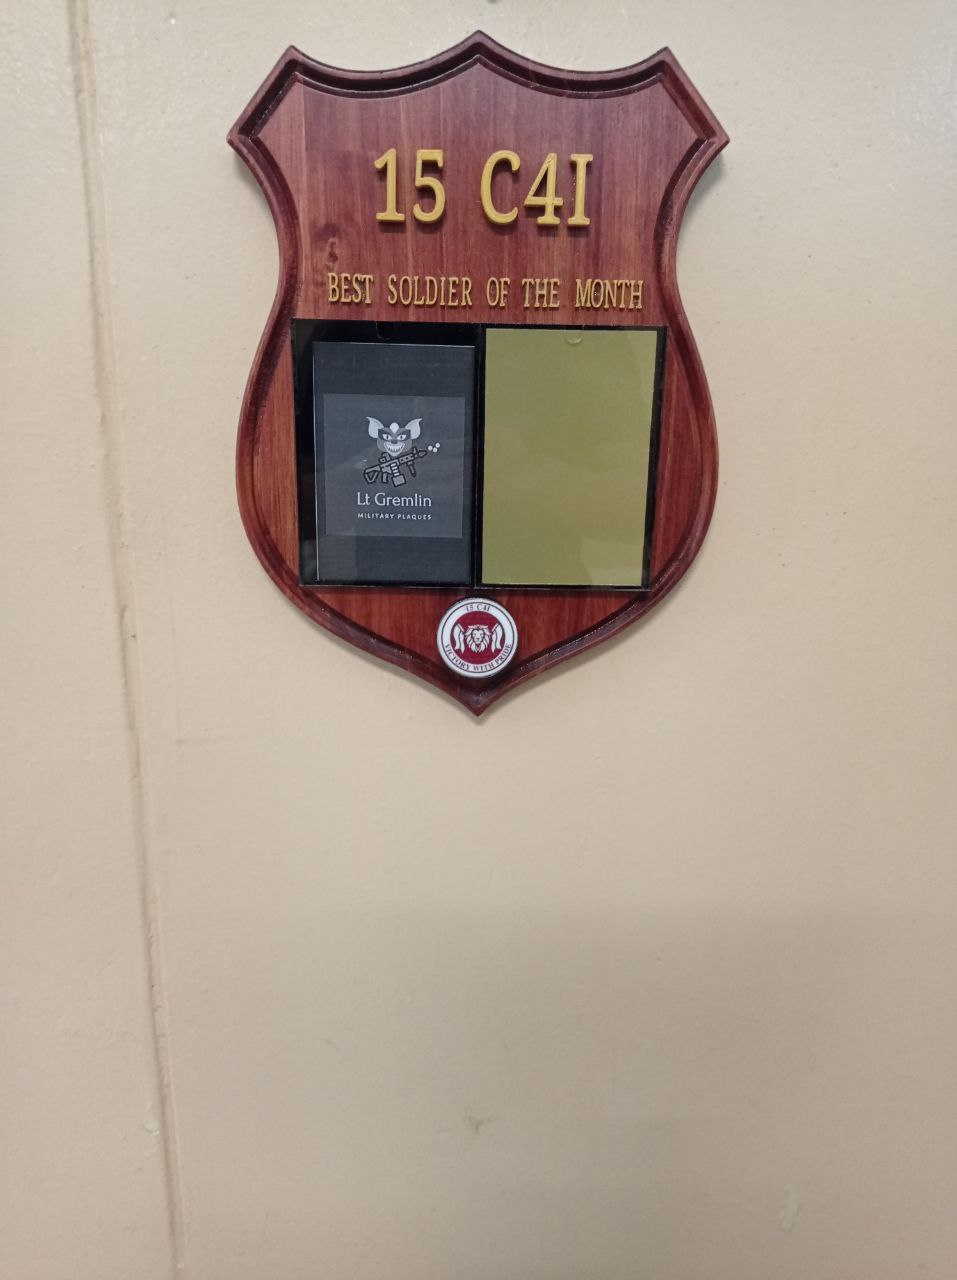 15 C4I
BEST SOLDIER OF THE MONTH
Lt Gremlin
MILITARY PLAQUES
15 C4I
VICTORY WITH PRIDE